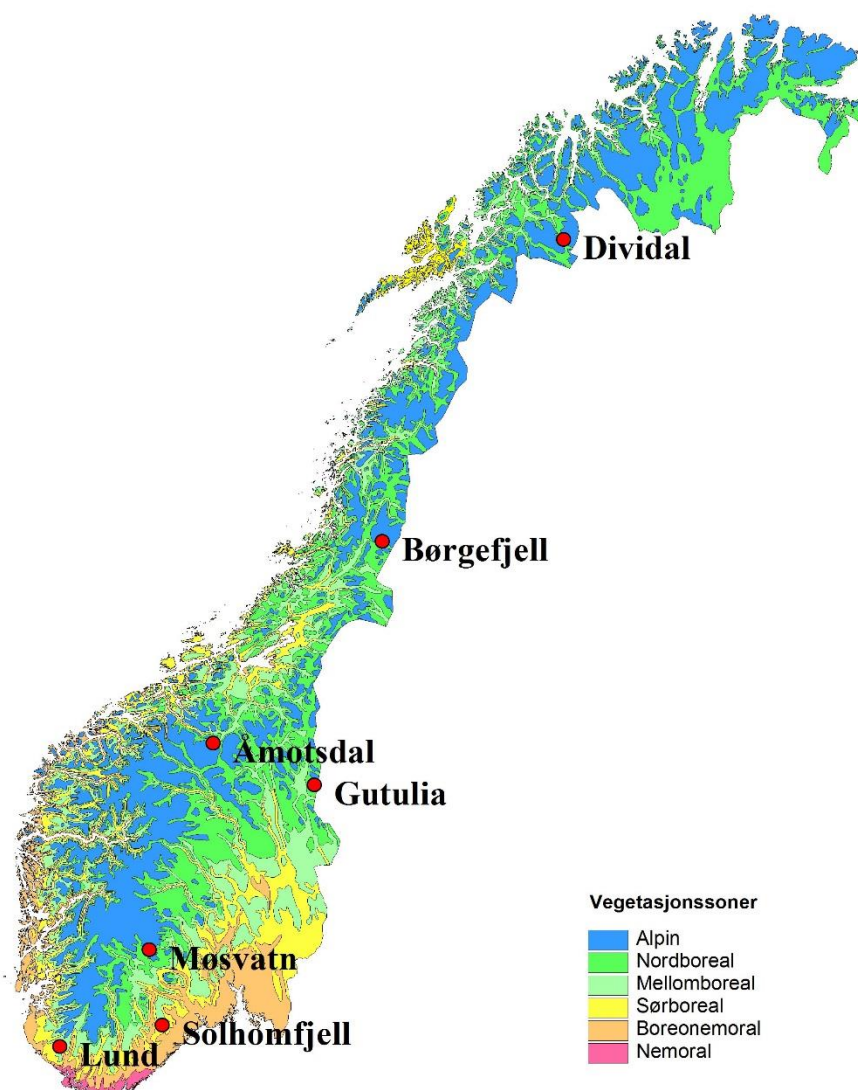 Dividal
Børgefjell
Åmotsdal
Gutulia
Møsvatn
Solhomfjell
Lund
Vegetasjonssoner
Alpin
Nordboreal
Mellomboreal
Sørboreal
Boreonemoral
Nemoral